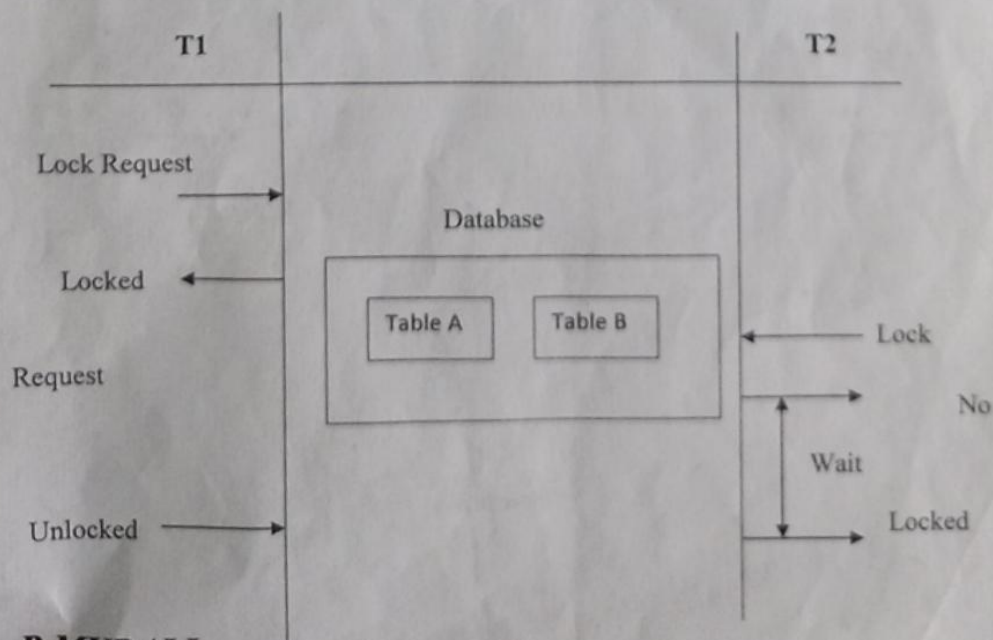 T1
T2
Lock Request
Database
Locked
Table A
Table B
Lock
Request
No
Wait
Locked
Unlocked